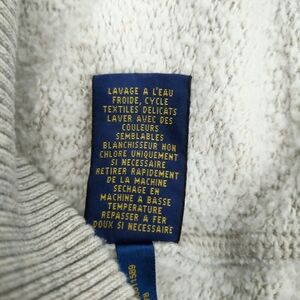 LAVAGE A L'EAU
FROIDE, CYCLE
TEXTILES DELICATS
LAVER AVEC DES
COULEURS
SEMBLABLES
BLANCHISSEUR NON
CHLORE UNIQUEMENT
SI NECESSAIRE
RETIRER RAPIDEMENT
DE LA MACHINE
SECHAGE EN
MACHINE A BASSE
TEMPERATURE
REPASSER A FER
DOUX SI NECESSAIRE